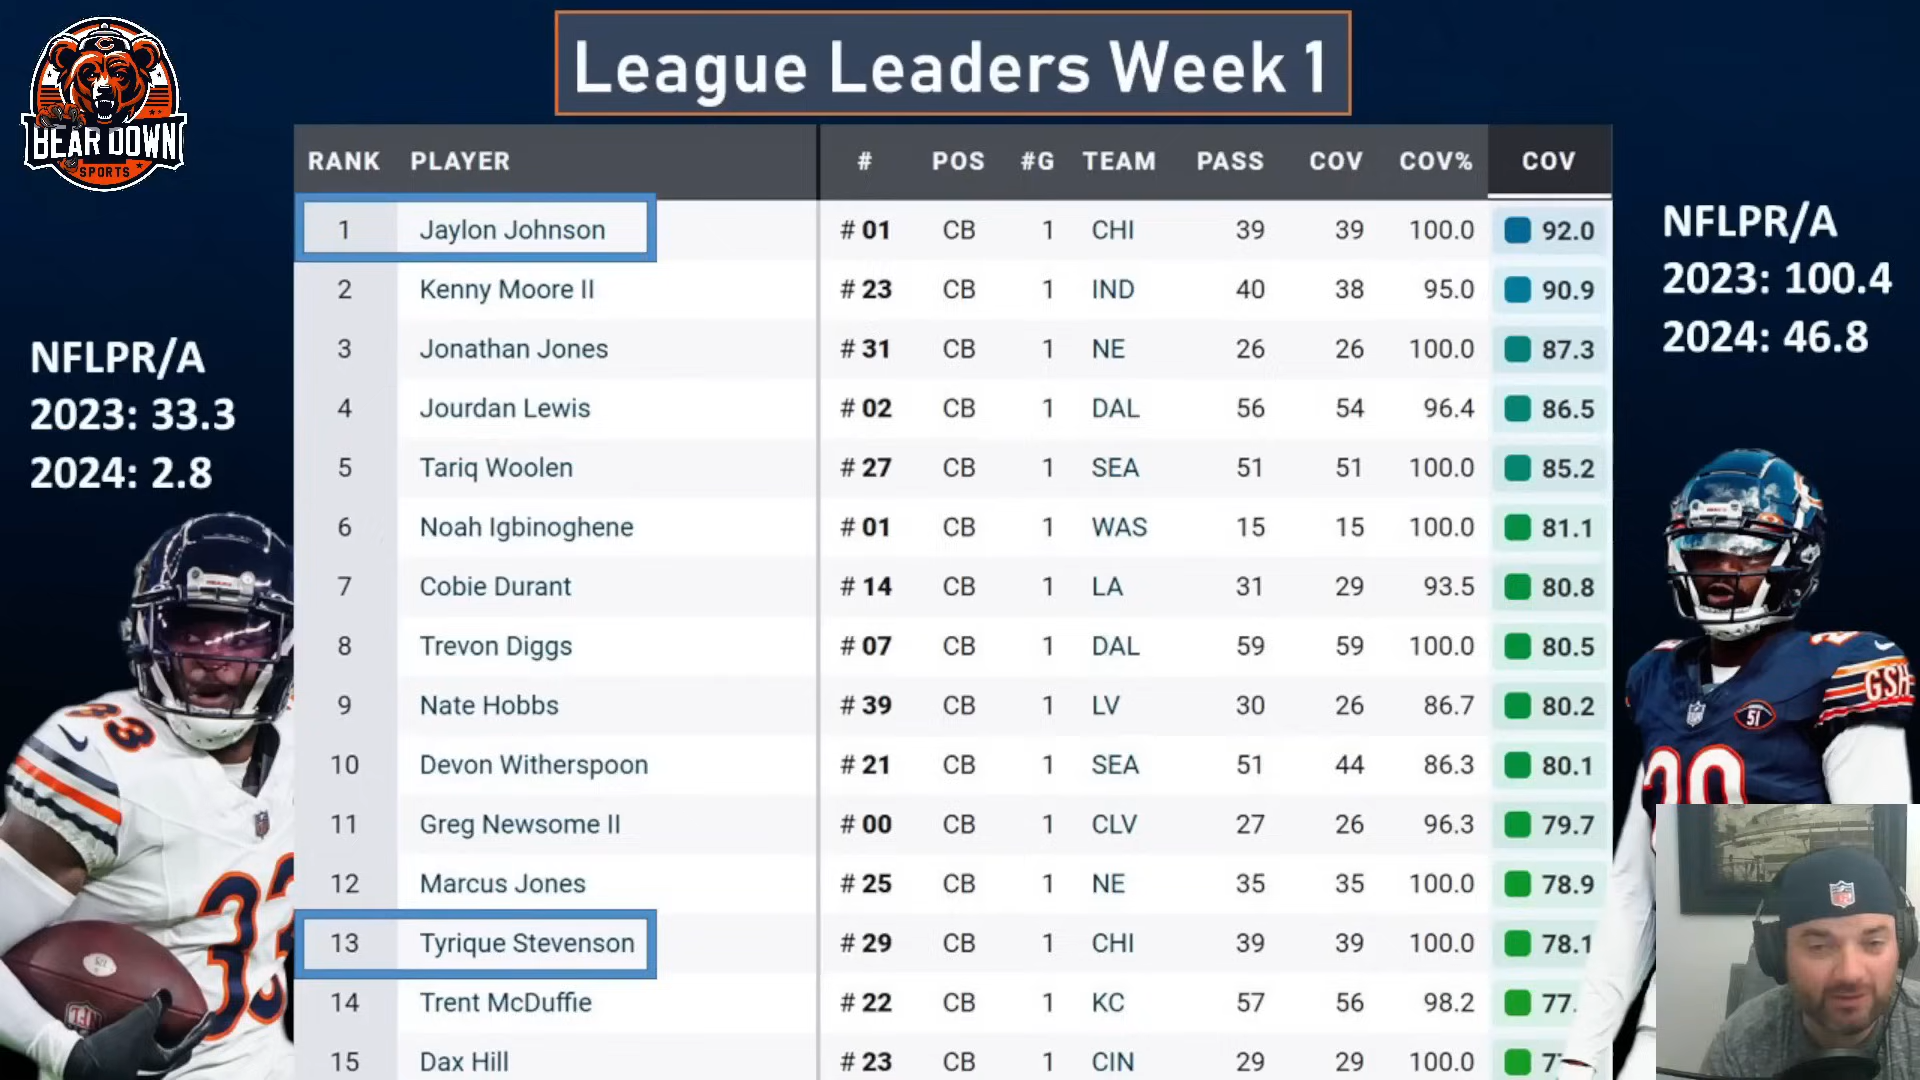 BEAR DOWN
SPORTS
League Leaders Week 1
RANK PLAYER # POS #G TEAM PASS COV COV% COV
1 Jaylon Johnson #01 CB 1 CHI 39 39 100.0 92.0
2 Kenny Moore II #23 CB 1 IND 40 38 95.0 90.9
3 Jonathan Jones #31 CB 1 NE 26 26 100.0 87.3
4 Jourdan Lewis #02 CB 1 DAL 56 54 96.4 86.5
5 Tariq Woolen #27 CB 1 SEA 51 51 100.0 85.2
6 Noah Igbinoghene #01 CB 1 WAS 15 15 100.0 81.1
7 Cobie Durant #14 CB 1 LA 31 29 93.5 80.8
8 Trevon Diggs #07 CB 1 DAL 59 59 100.0 80.5
9 Nate Hobbs #39 CB 1 LV 30 26 86.7 80.2
10 Devon Witherspoon #21 CB 1 SEA 51 44 86.3 80.1
11 Greg Newsome II #00 CB 1 CLV 27 26 96.3 79.7
12 Marcus Jones #25 CB 1 NE 35 35 100.0 78.9
13 Tyrique Stevenson #29 CB 1 CHI 39 39 100.0 78.1
14 Trent McDuffie #22 CB 1 KC 57 56 98.2 77.
15 Dax Hill #23 CB 1 CIN 29 29 100.0
NFLPR/A
2023: 33.3
2024: 2.8
NFLPR/A
2023: 100.4
2024: 46.8
33
33
GSH
51